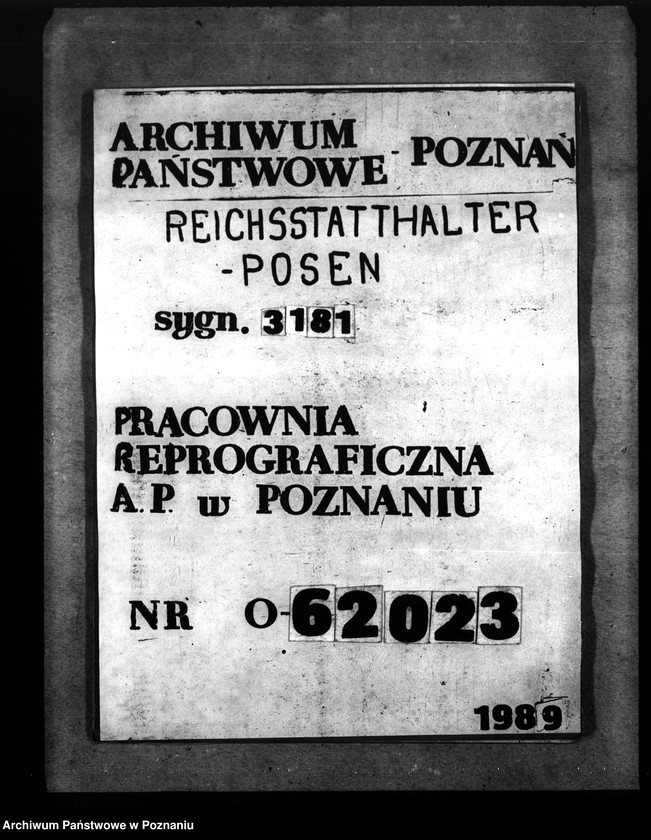 ARCHIWUM
PAŃSTWOWE - POZNAŃ
REICHSSTATTHALTER
-POSEN
sygn. 3181
PRACOWNIA
REPROGRAFICZNA
A.P. w POZNANIU
NR O-62023
1989
Archiwum Państwowe w Poznaniu